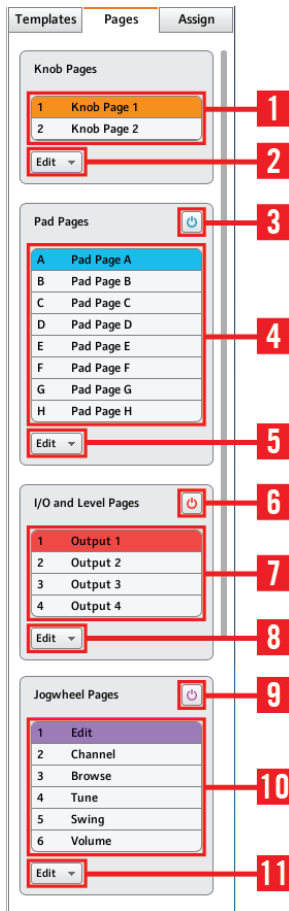 Templates Pages Assign
Knob Pages
1 Knob Page 1
2 Knob Page 2
1
Edit
2
Pad Pages
3
A Pad Page A
B Pad Page B
C Pad Page C
D Pad Page D
E Pad Page E
F Pad Page F
G Pad Page G
H Pad Page H
4
Edit
5
I/O and Level Pages
6
1 Output 1
2 Output 2
3 Output 3
4 Output 4
7
Edit
8
Jogwheel Pages
9
1 Edit
2 Channel
3 Browse
4 Tune
5 Swing
6 Volume
10
Edit
11